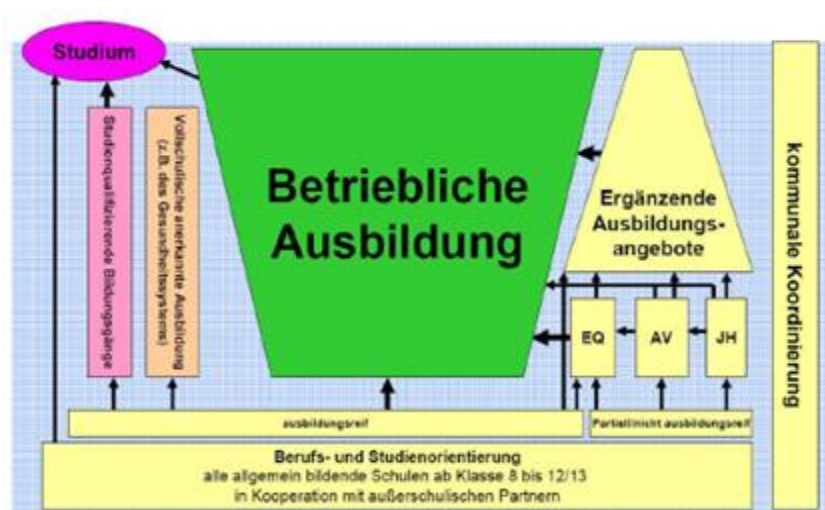 Studium
Studienqualifizierende Bildungsgänge
Vollschulische anerkannte Ausbildung
(z.B. des Gesundheitssystems)
Betriebliche
Ausbildung
Ergänzende
Ausbildungs-
angebote
EQ
AV
JH
kommunale Koordinierung
ausbildungsreif
Partiell/nicht ausbildungsreif
Berufs- und Studienorientierung
alle allgemein bildende Schulen ab Klasse 8 bis 12/13
in Kooperation mit außerschulischen Partnern